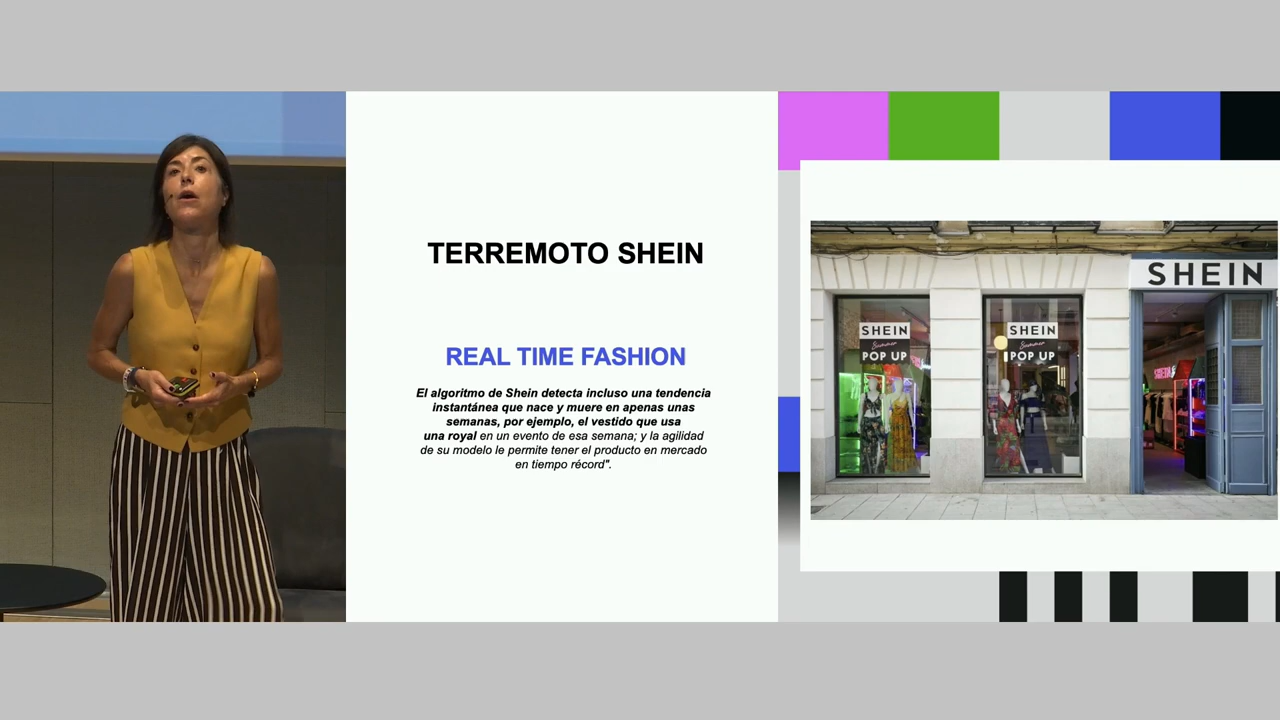 TERREMOTO SHEIN
REAL TIME FASHION
El algoritmo de Shein detecta incluso una tendencia
instantánea que nace y muere en apenas unas
semanas, por ejemplo, el vestido que usa
una royal en un evento de esa semana; y la agilidad
de su modelo le permite tener el producto en mercado
en tiempo récord".
SHEIN
SHEIN
Summer
POP UP
SHEIN
Summer
POP UP